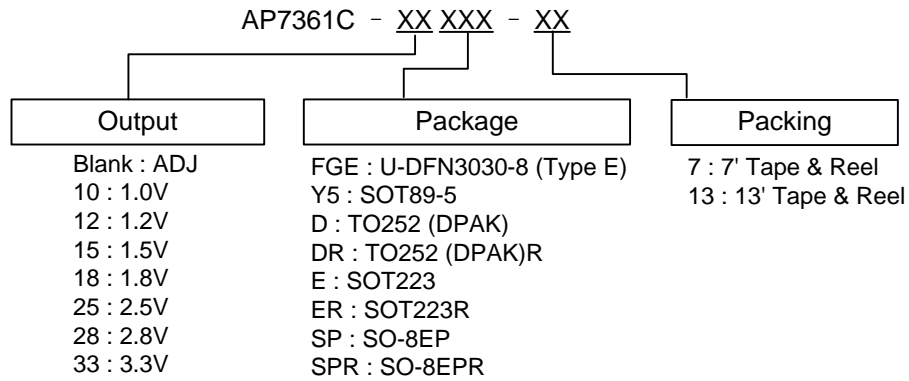 AP7361C – XX XXX – XX
Output
Blank : ADJ
10 : 1.0V
12 : 1.2V
15 : 1.5V
18 : 1.8V
25 : 2.5V
28 : 2.8V
33 : 3.3V
Package
FGE : U-DFN3030-8 (Type E)
Y5 : SOT89-5
D : TO252 (DPAK)
DR : TO252 (DPAK)R
E : SOT223
ER : SOT223R
SP : SO-8EP
SPR : SO-8EPR
Packing
7 : 7' Tape & Reel
13 : 13' Tape & Reel